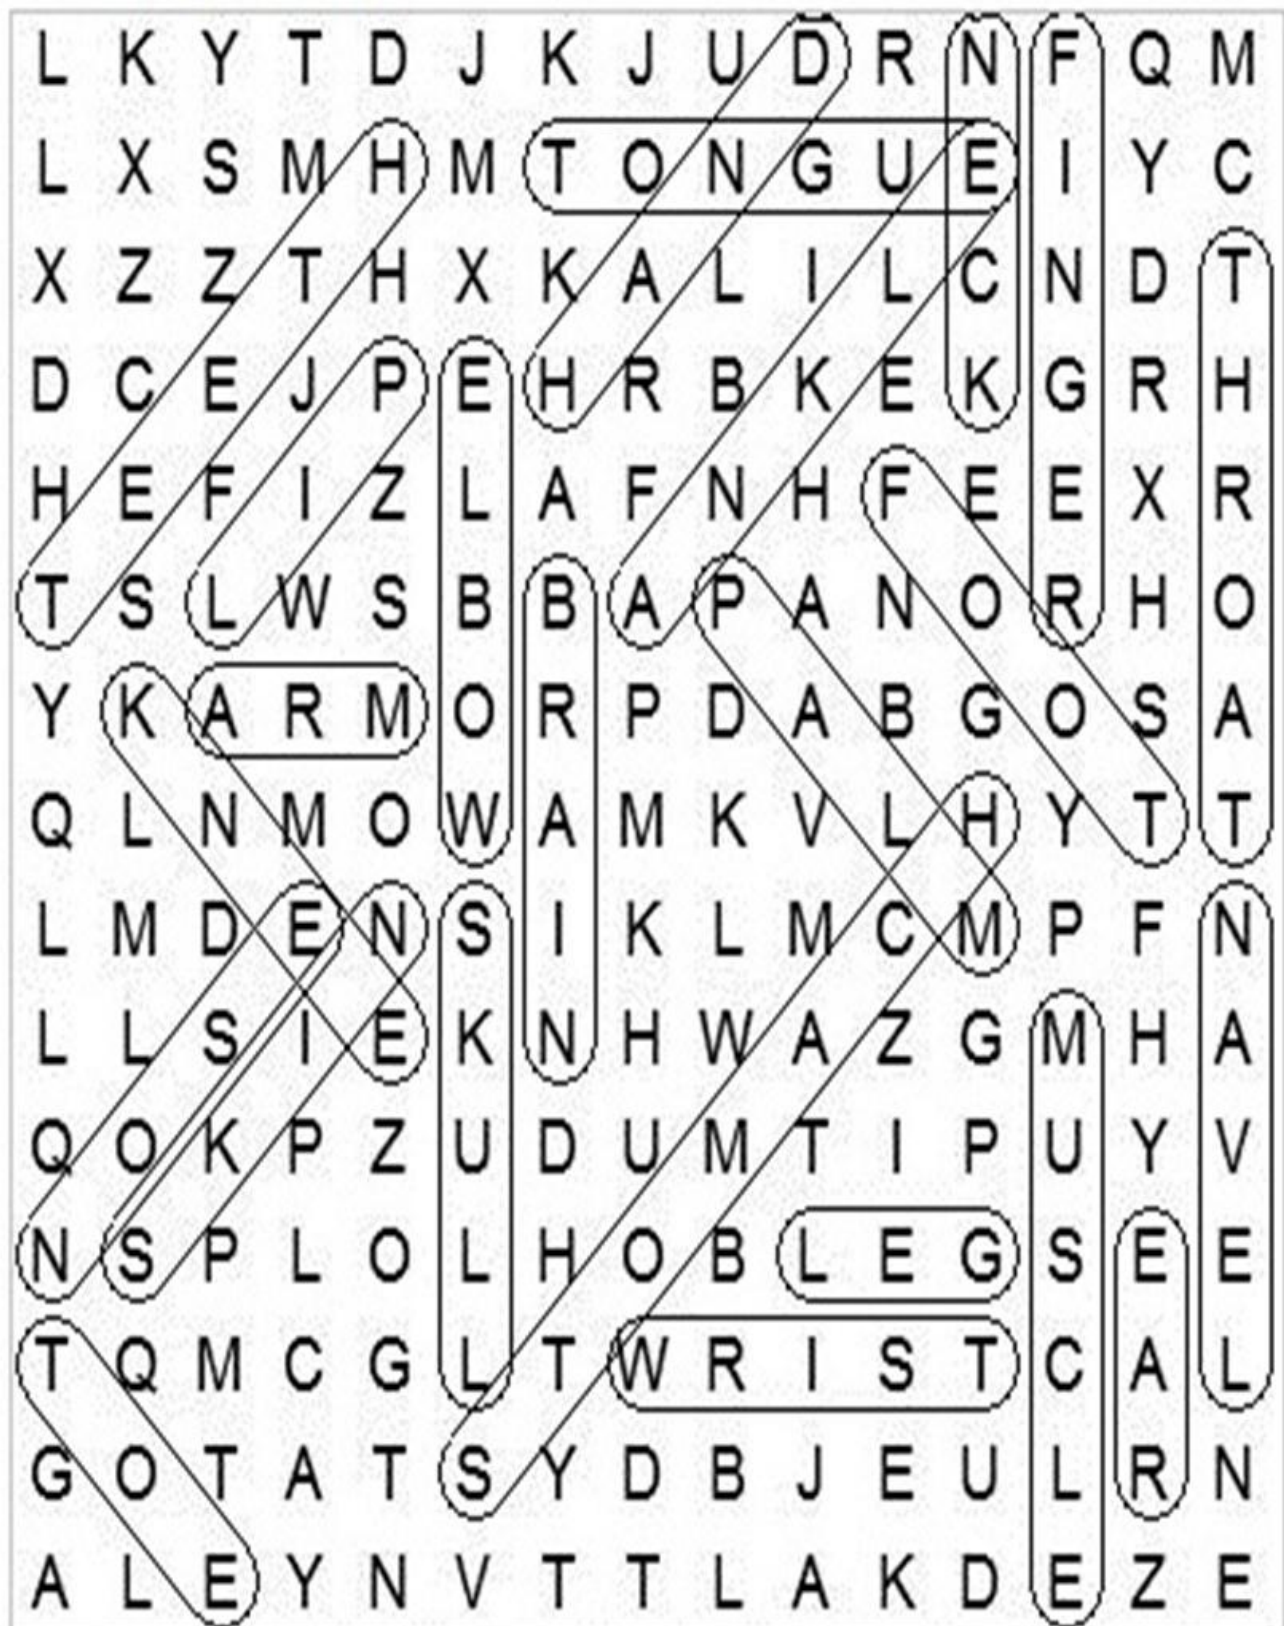 L K Y T D J K J U D R N F Q M
L X S M H M T O N G U E I Y C
X Z Z T H X K A L I L C N D T
D C E J P E H R B K E K G R H
H E F I Z L A F N H F E E X R
T S L W S B B A P A N O R H O
Y K A R M O R P D A B G O S A
Q L N M O W A M K V L H Y T T
L M D E N S I K L M C M P F N
L L S I E K N H W A Z G M H A
Q O K P Z U D U M T I P U Y V
N S P L O L H O B L E G S E E
T Q M C G L T W R I S T C A L
G O T A T S Y D B J E U L R N
A L E Y N V T T L A K D E Z E